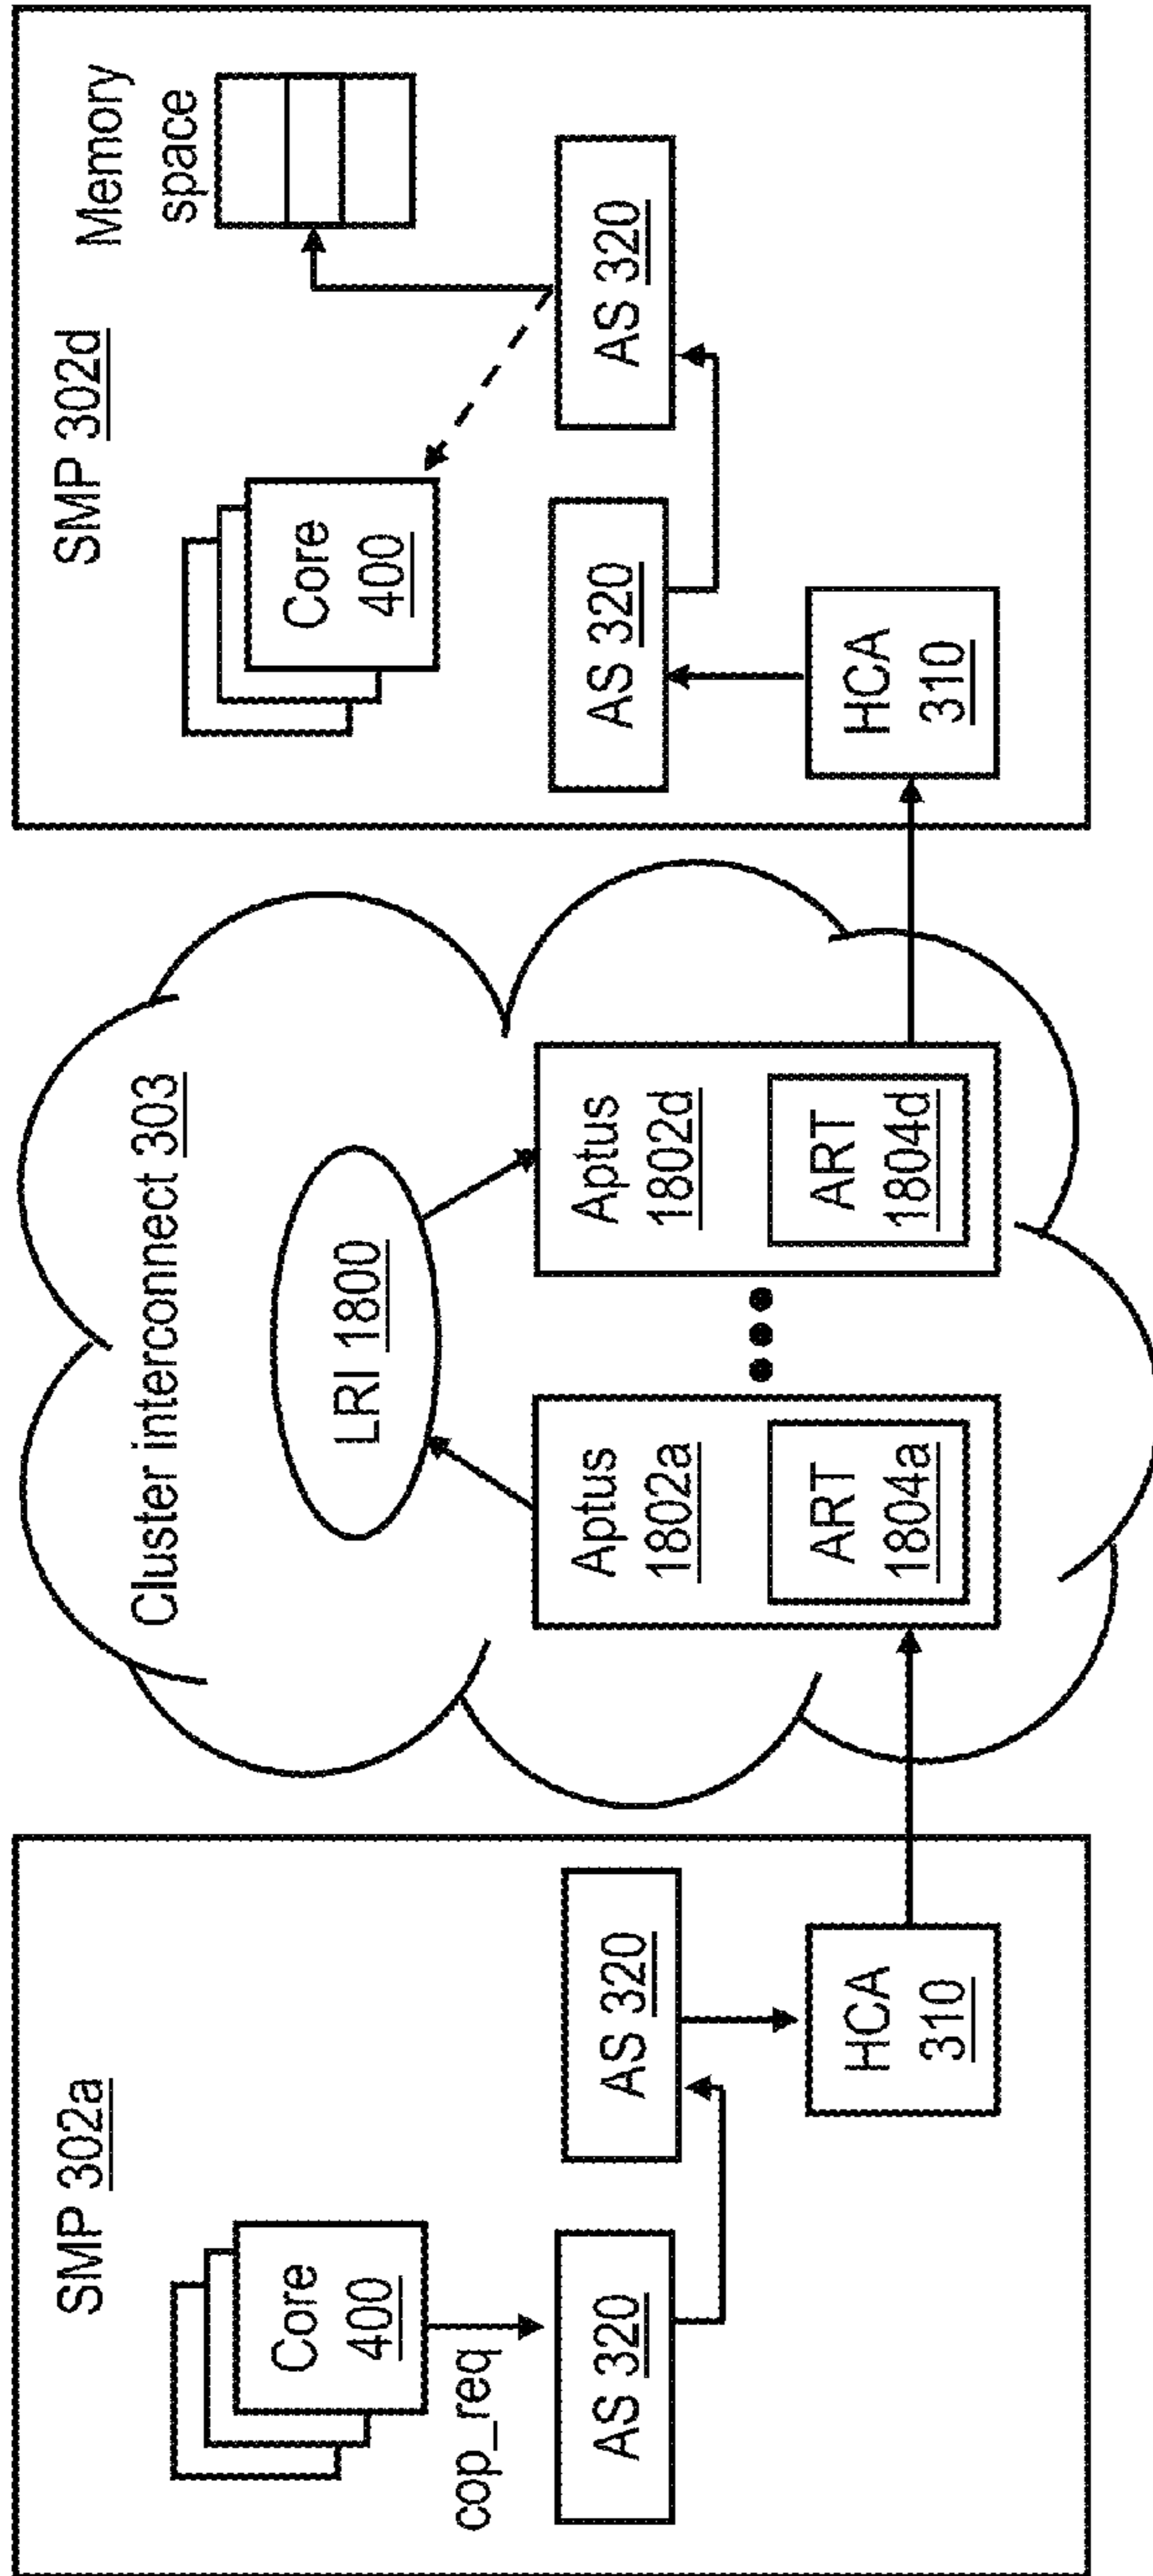 SMP 302a
Core
400
cop_req
AS 320
AS 320
HCA
310
Cluster interconnect 303
LRI 1800
Aptus
1802a
ART
1804a
Aptus
1802d
ART
1804d
SMP 302d
Memory
space
Core
400
AS 320
AS 320
HCA
310